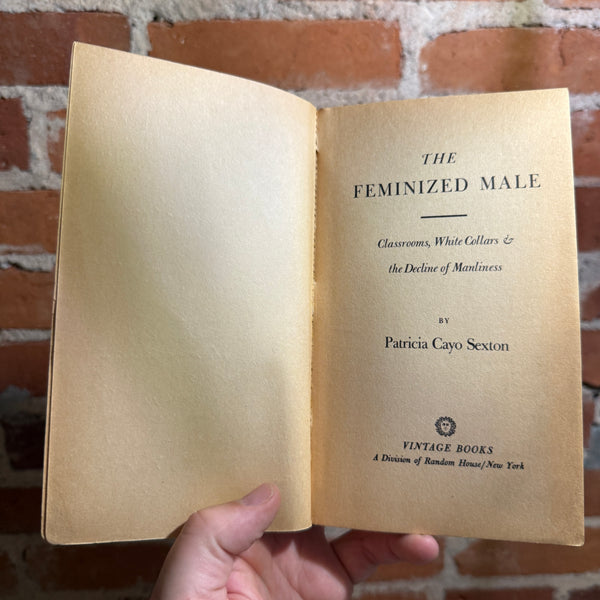 THE
FEMINIZED MALE
Classrooms, White Collars &
the Decline of Manliness
BY
Patricia Cayo Sexton
VINTAGE BOOKS
A Division of Random House/New York